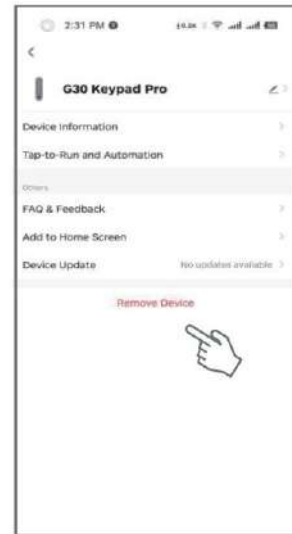 2:31 PM
G30 Keypad Pro
Device Information
Tap-to-Run and Automation
Others
FAQ & Feedback
Add to Home Screen
Device Update No updates available
Remove Device